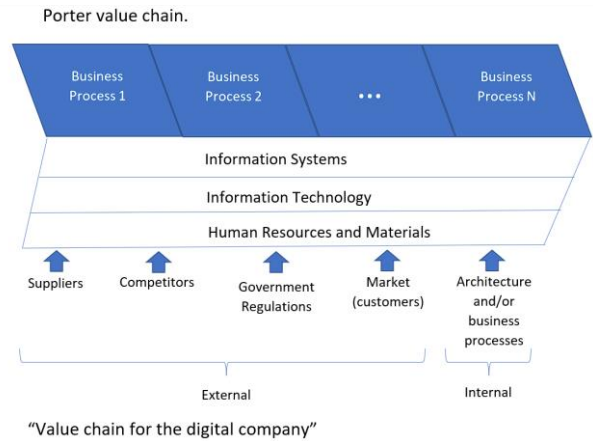 Porter value chain.
Business
Process 1
Business
Process 2
...
Business
Process N
Information Systems
Information Technology
Human Resources and Materials
Suppliers
Competitors
Government
Regulations
Market
(customers)
Architecture
and/or
business
processes
External
Internal
“Value chain for the digital company”